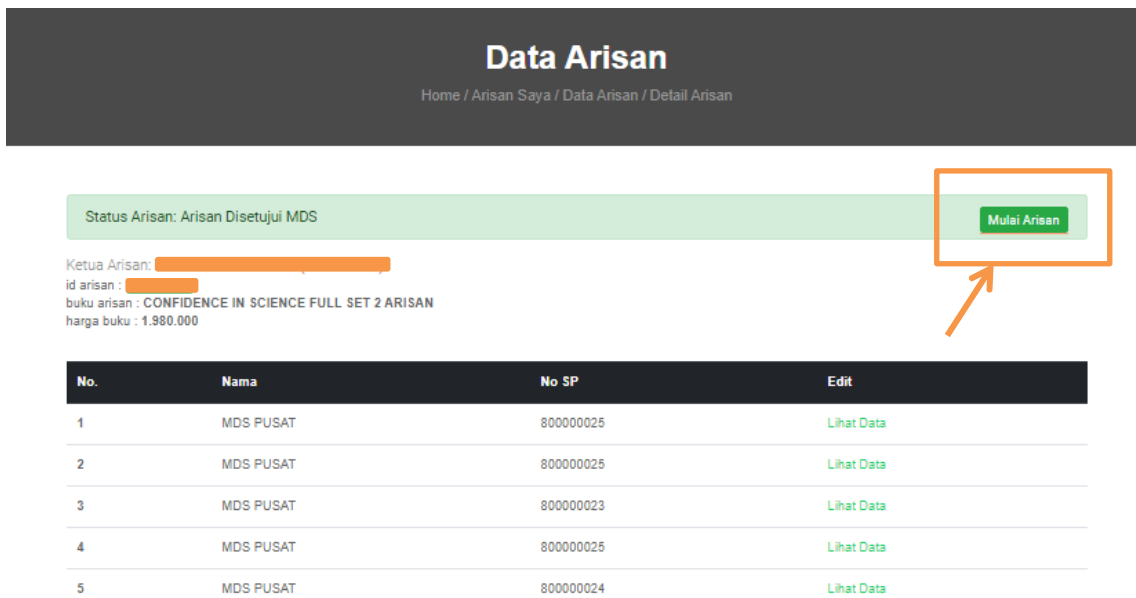 Data Arisan
Home / Arisan Saya / Data Arisan / Detail Arisan
Status Arisan: Arisan Disetujui MDS
Mulai Arisan
Ketua Arisan:
id arisan :
buku arisan : CONFIDENCE IN SCIENCE FULL SET 2 ARISAN
harga buku : 1.980.000
No. Nama No SP Edit
1 MDS PUSAT 800000025 Lihat Data
2 MDS PUSAT 800000025 Lihat Data
3 MDS PUSAT 800000023 Lihat Data
4 MDS PUSAT 800000025 Lihat Data
5 MDS PUSAT 800000024 Lihat Data